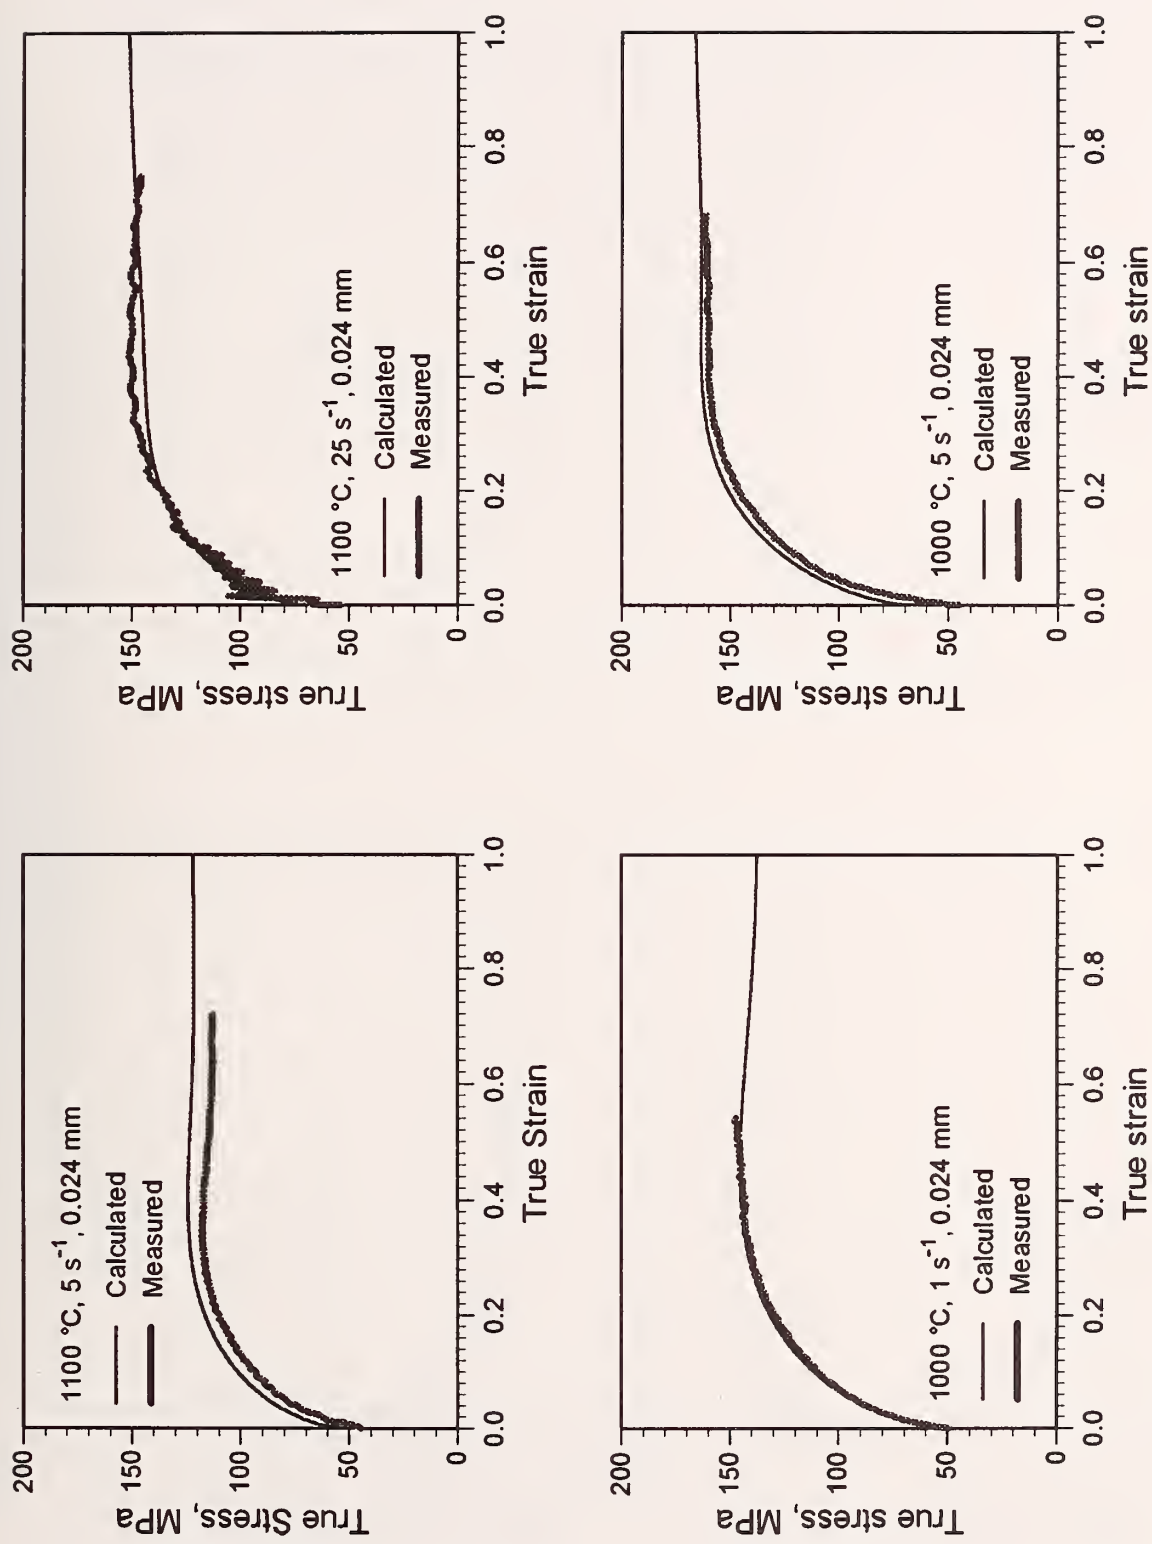 True Stress, MPa
200
150
100
50
0
1100 °C, 5 s⁻¹, 0.024 mm
Calculated
Measured
0.0 0.2 0.4 0.6 0.8 1.0
True Strain
True stress, MPa
200
150
100
50
0
1100 °C, 25 s⁻¹, 0.024 mm
Calculated
Measured
0.0 0.2 0.4 0.6 0.8 1.0
True strain
True stress, MPa
200
150
100
50
0
1000 °C, 1 s⁻¹, 0.024 mm
Calculated
Measured
0.0 0.2 0.4 0.6 0.8 1.0
True strain
True stress, MPa
200
150
100
50
0
1000 °C, 5 s⁻¹, 0.024 mm
Calculated
Measured
0.0 0.2 0.4 0.6 0.8 1.0
True strain